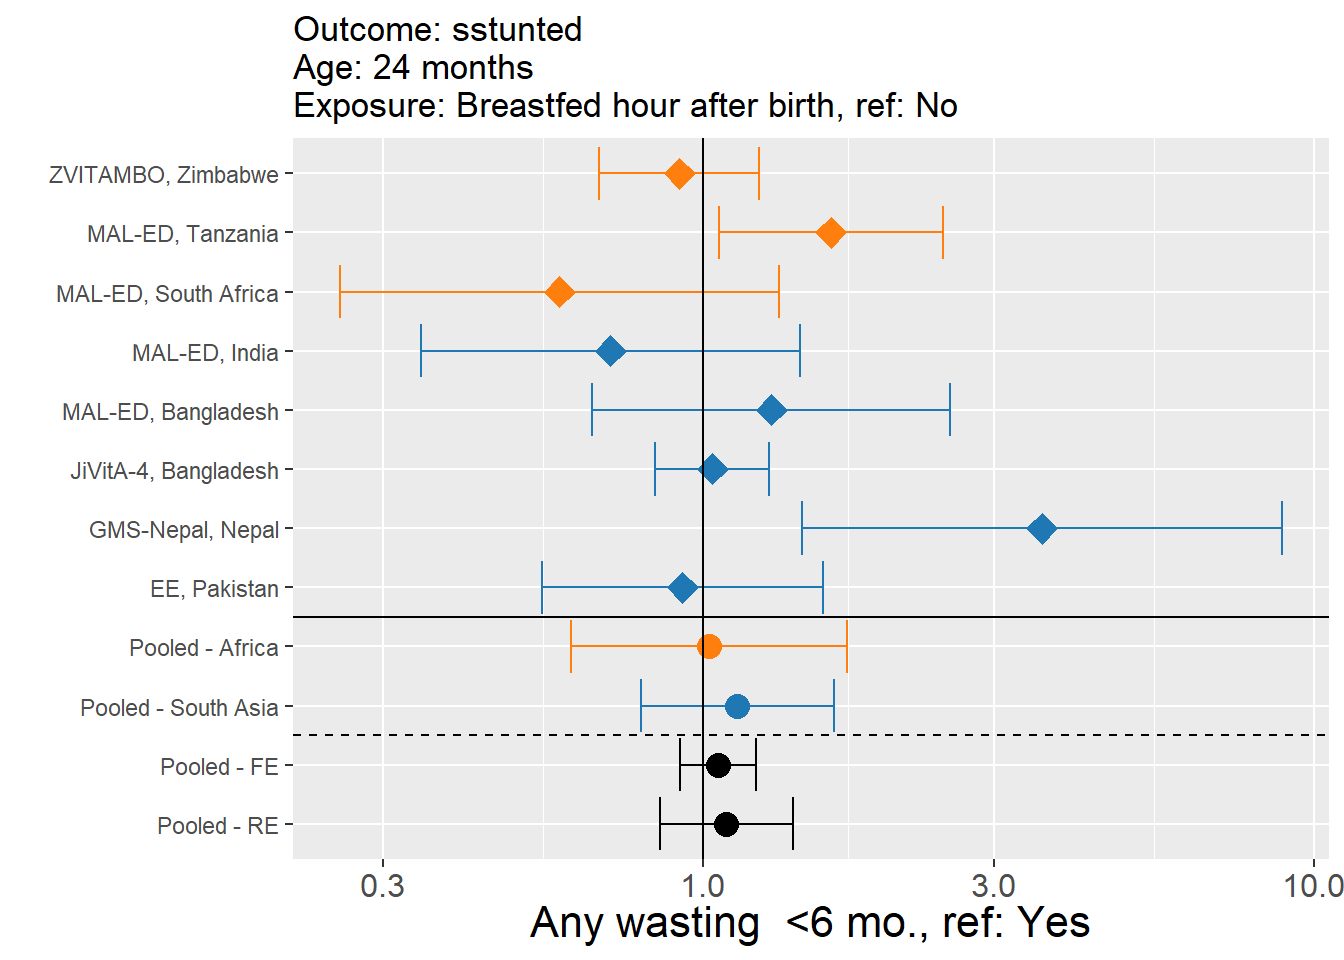 Outcome: sstunted
Age: 24 months
Exposure: Breastfed hour after birth, ref: No
ZVITAMBO, Zimbabwe
MAL-ED, Tanzania
MAL-ED, South Africa
MAL-ED, India
MAL-ED, Bangladesh
JiVitA-4, Bangladesh
GMS-Nepal, Nepal
EE, Pakistan
Pooled - Africa
Pooled - South Asia
Pooled - FE
Pooled - RE
0.3 1.0 3.0 10.0
Any wasting  <6 mo., ref: Yes